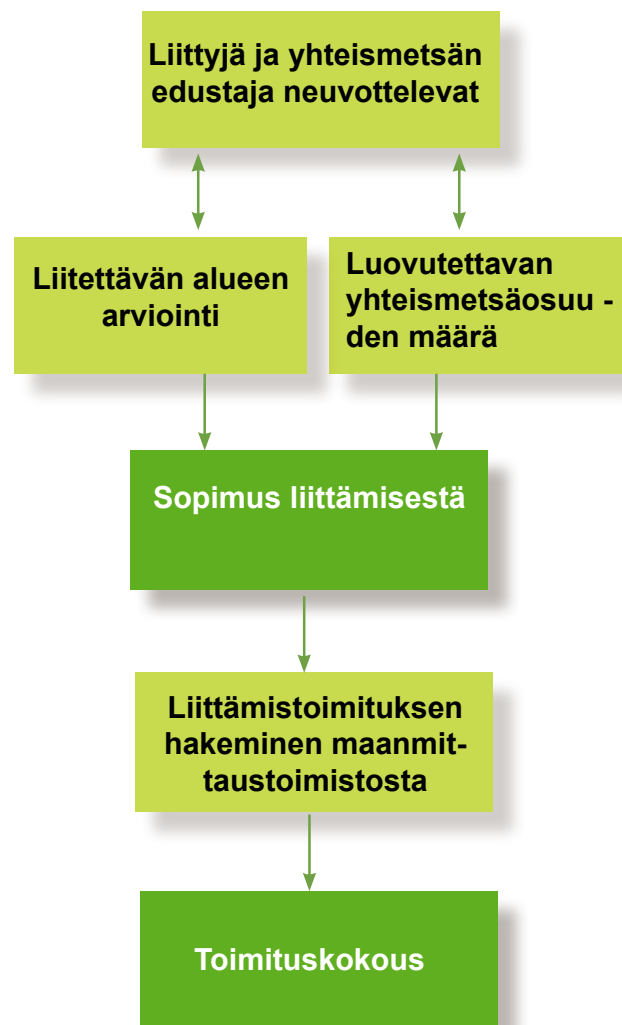 Liittyjä ja yhteismetsän
edustaja neuvottelevat
Liitettävän alueen
arviointi
Luovutettavan
yhteismetsäosuu -
den määrä
Sopimus liittämisestä
Liittämistoimituksen
hakeminen maanmit-
taustoimistosta
Toimituskokous